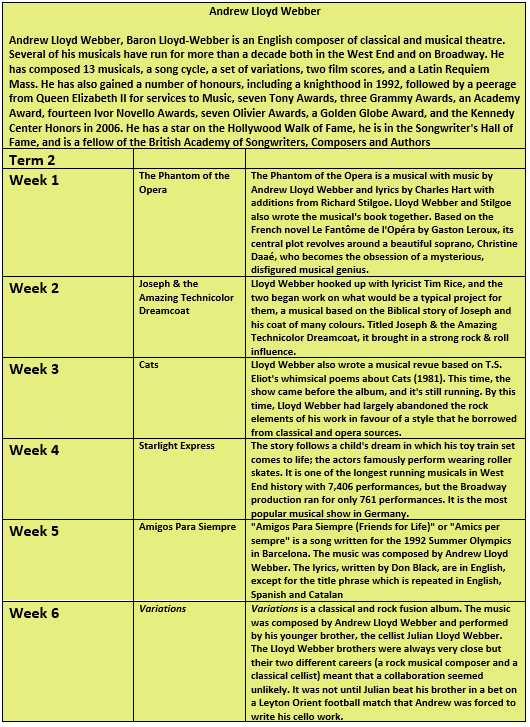 Andrew Lloyd Webber
Andrew Lloyd Webber, Baron Lloyd-Webber is an English composer of classical and musical theatre.
Several of his musicals have run for more than a decade both in the West End and on Broadway. He
has composed 13 musicals, a song cycle, a set of variations, two film scores, and a Latin Requiem
Mass. He has also gained a number of honours, including a knighthood in 1992, followed by a peerage
from Queen Elizabeth II for services to Music, seven Tony Awards, three Grammy Awards, an Academy
Award, fourteen Ivor Novello Awards, seven Olivier Awards, a Golden Globe Award, and the Kennedy
Center Honors in 2006. He has a star on the Hollywood Walk of Fame, he is in the Songwriter's Hall of
Fame, and is a fellow of the British Academy of Songwriters, Composers and Authors
Term 2
Week 1
The Phantom of the
Opera
The Phantom of the Opera is a musical with music by
Andrew Lloyd Webber and lyrics by Charles Hart with
additions from Richard Stilgoe. Lloyd Webber and Stilgoe
also wrote the musical's book together. Based on the
French novel Le Fantôme de l'Opéra by Gaston Leroux, its
central plot revolves around a beautiful soprano, Christine
Daaé, who becomes the obsession of a mysterious,
disfigured musical genius.
Week 2
Joseph & the
Amazing Technicolor
Dreamcoat
Lloyd Webber hooked up with lyricist Tim Rice, and the
two began work on what would be a typical project for
them, a musical based on the Biblical story of Joseph and
his coat of many colours. Titled Joseph & the Amazing
Technicolor Dreamcoat, it brought in a strong rock & roll
influence.
Week 3
Cats
Lloyd Webber also wrote a musical revue based on T.S.
Eliot's whimsical poems about Cats (1981). This time, the
show came before the album, and it's still running. By this
time, Lloyd Webber had largely abandoned the rock
elements of his work in favour of a style that he borrowed
from classical and opera sources.
Week 4
Starlight Express
The story follows a child's dream in which his toy train set
comes to life; the actors famously perform wearing roller
skates. It is one of the longest running musicals in West
End history with 7,406 performances, but the Broadway
production ran for only 761 performances. It is the most
popular musical show in Germany.
Week 5
Amigos Para Siempre
"Amigos Para Siempre (Friends for Life)" or "Amics per
sempre" is a song written for the 1992 Summer Olympics
in Barcelona. The music was composed by Andrew Lloyd
Webber. The lyrics, written by Don Black, are in English,
except for the title phrase which is repeated in English,
Spanish and Catalan
Week 6
Variations
Variations is a classical and rock fusion album. The music
was composed by Andrew Lloyd Webber and performed
by his younger brother, the cellist Julian Lloyd Webber.
The Lloyd Webber brothers were always very close but
their two different careers (a rock musical composer and a
classical cellist) meant that a collaboration seemed
unlikely. It was not until Julian beat his brother in a bet on
a Leyton Orient football match that Andrew was forced to
write his cello work.